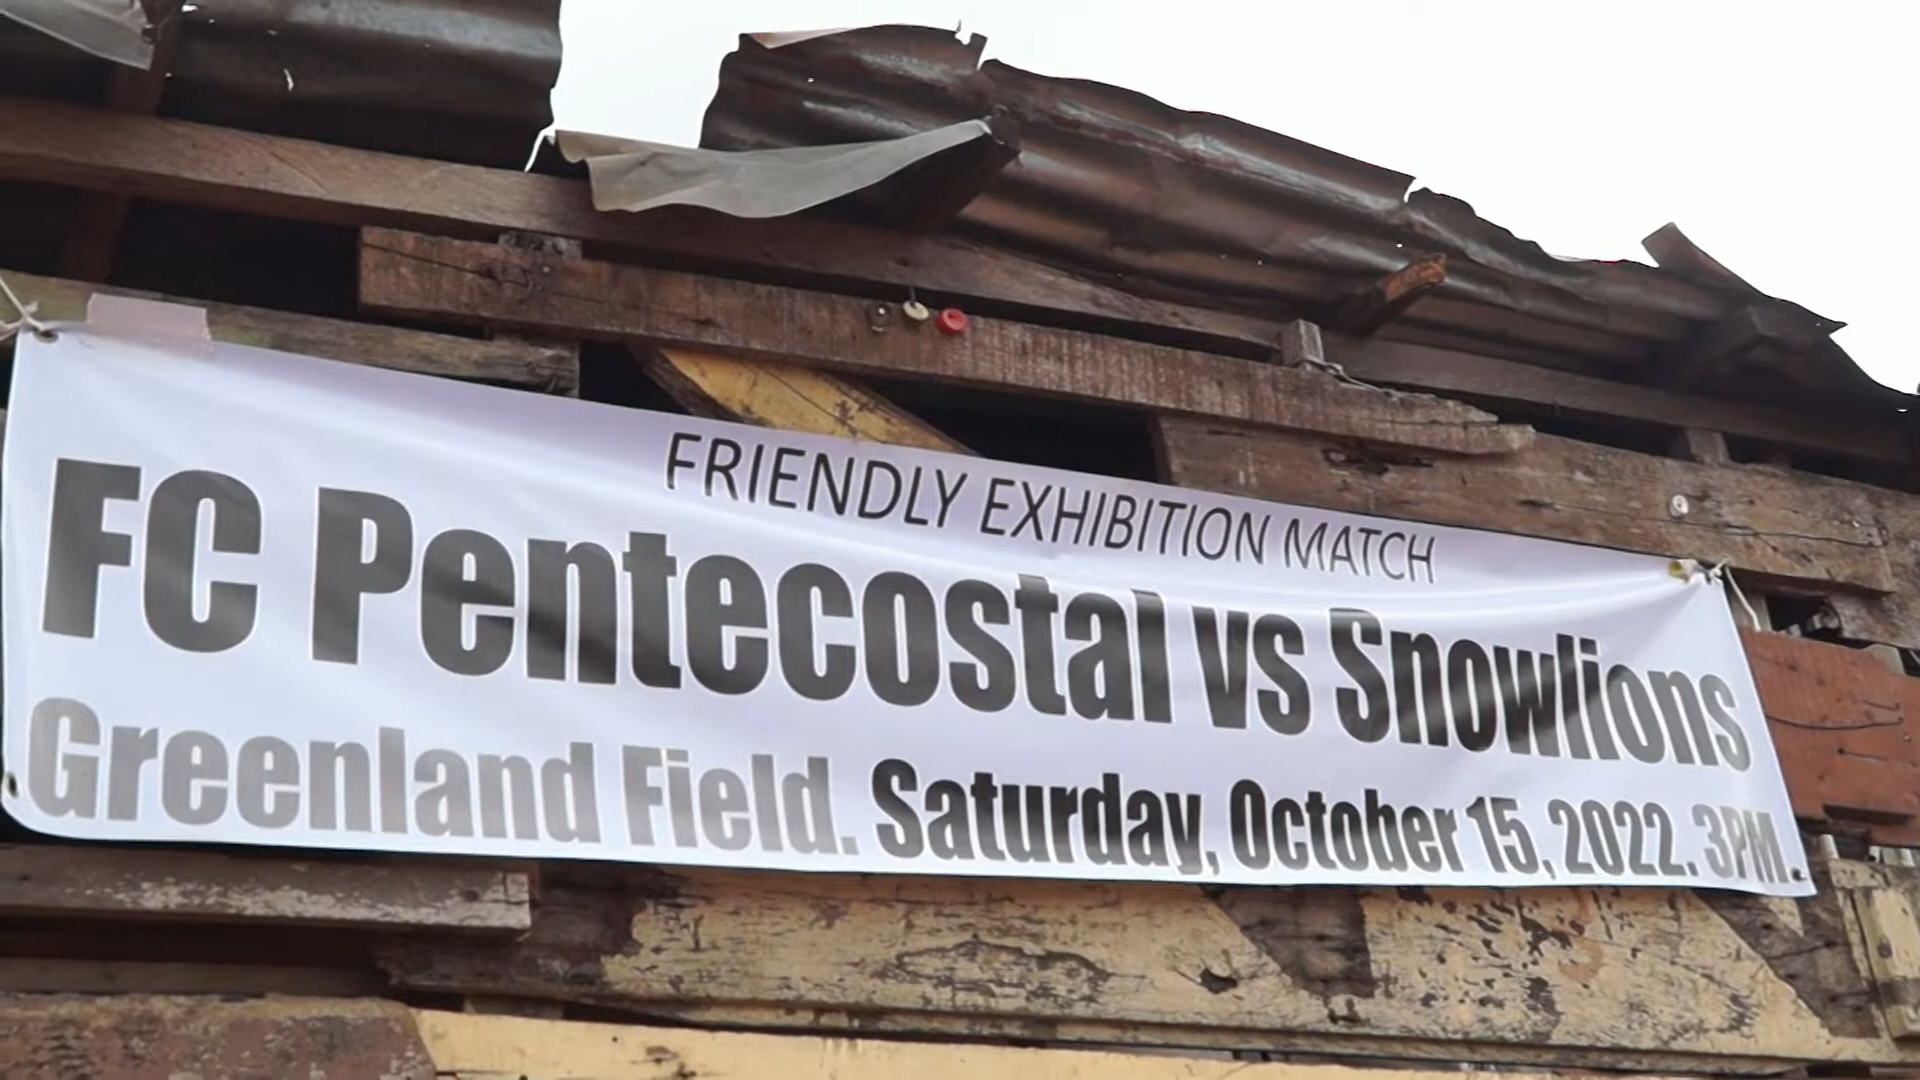 FRIENDLY EXHIBITION MATCH
FC Pentecostal vs Snowlions
Greenland Field. Saturday, October 15, 2022. 3PM.